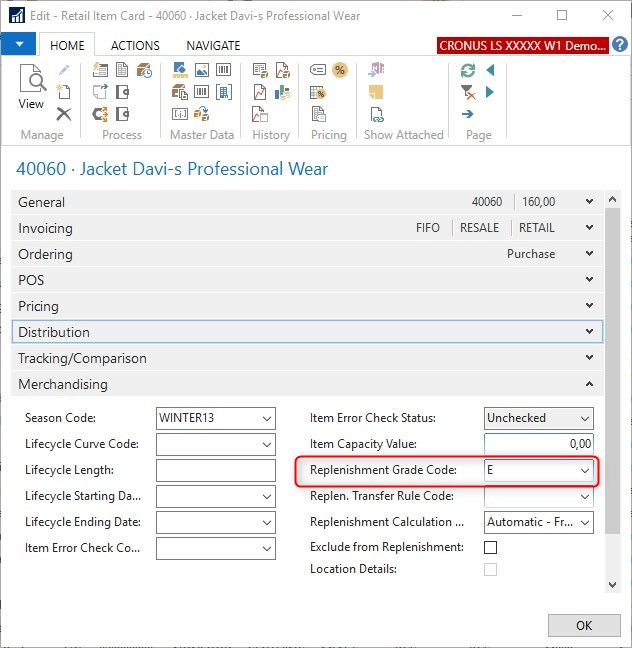 Edit - Retail Item Card - 40060 · Jacket Davi-s Professional Wear
HOME ACTIONS NAVIGATE CRONUS LS XXXXX W1 Demo...
View
Manage Process Master Data History Pricing Show Attached Page
40060 · Jacket Davi-s Professional Wear
General 40060 160,00
Invoicing FIFO RESALE RETAIL
Ordering Purchase
POS
Pricing
Distribution
Tracking/Comparison
Merchandising
Season Code: WINTER13
Lifecycle Curve Code:
Lifecycle Length:
Lifecycle Starting Da...
Lifecycle Ending Date:
Item Error Check Co...
Item Error Check Status: Unchecked
Item Capacity Value: 0,00
Replenishment Grade Code: E
Replen. Transfer Rule Code:
Replenishment Calculation ... Automatic - Fr...
Exclude from Replenishment:
Location Details:
OK